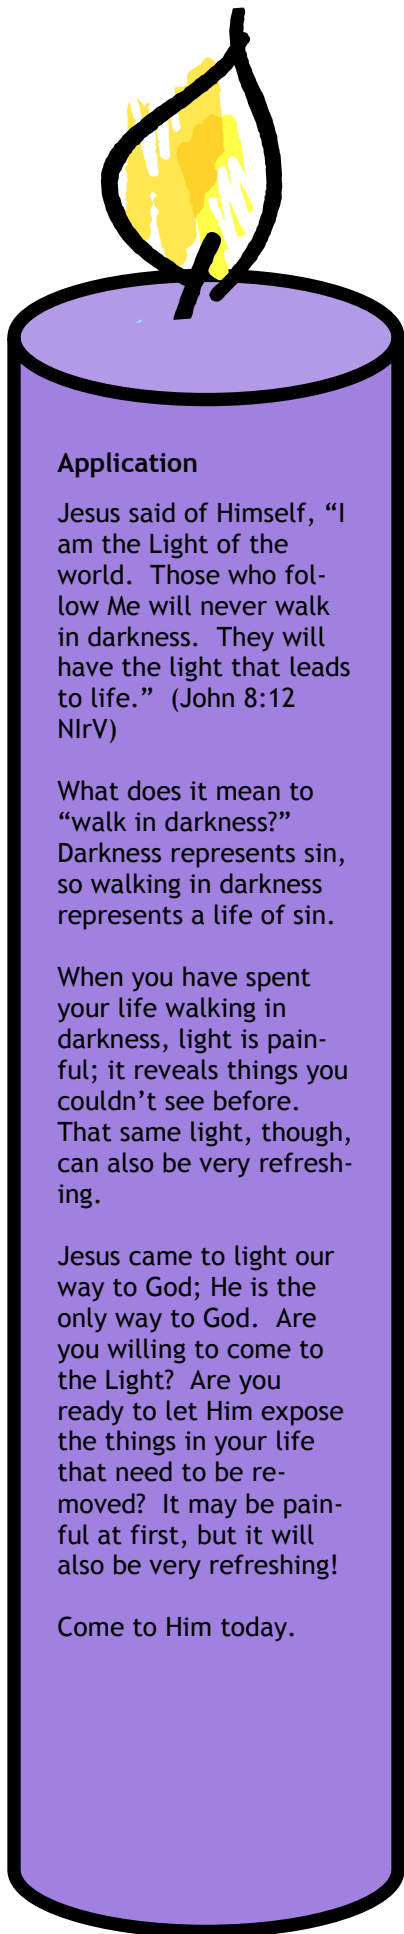 Application
Jesus said of Himself, “I
am the Light of the
world.  Those who fol-
low Me will never walk
in darkness.  They will
have the light that leads
to life.”  (John 8:12
NIrV)
What does it mean to
“walk in darkness?”
Darkness represents sin,
so walking in darkness
represents a life of sin.
When you have spent
your life walking in
darkness, light is pain-
ful; it reveals things you
couldn’t see before.
That same light, though,
can also be very refresh-
ing.
Jesus came to light our
way to God; He is the
only way to God.  Are
you willing to come to
the Light?  Are you
ready to let Him expose
the things in your life
that need to be re-
moved?  It may be pain-
ful at first, but it will
also be very refreshing!
Come to Him today.